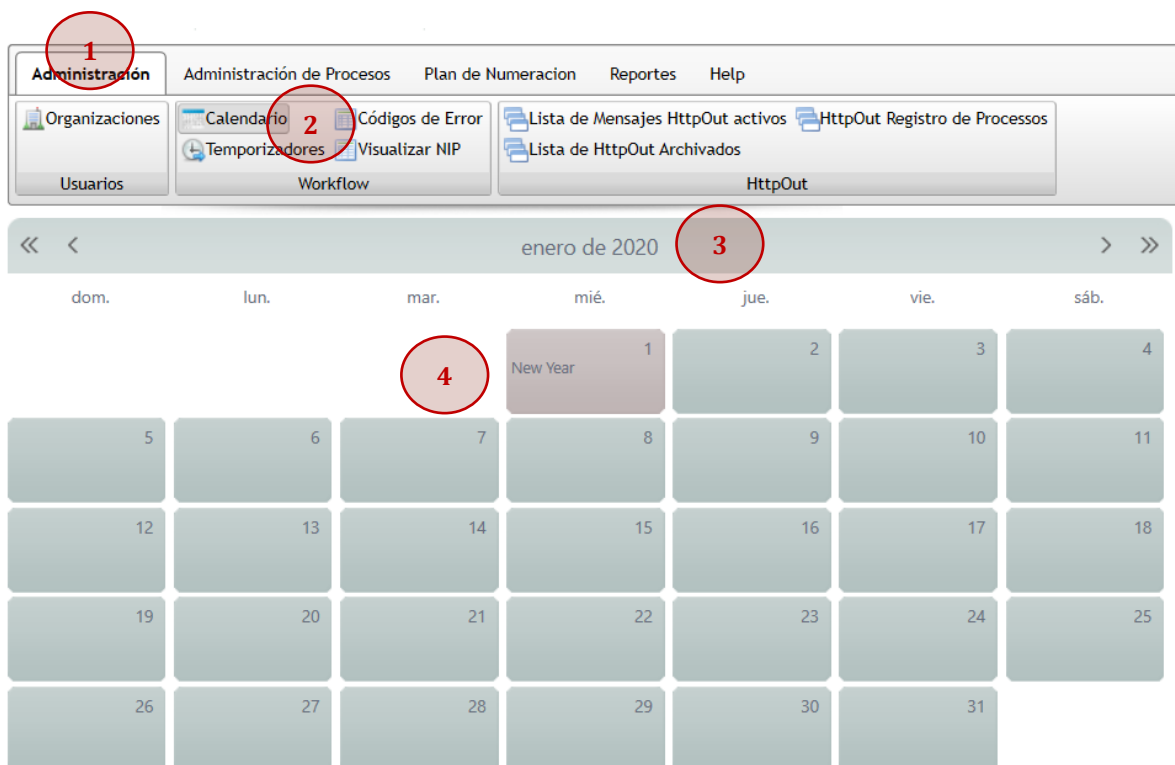 1
Administración Administración de Procesos Plan de Numeracion Reportes Help
Organizaciones Calendario 2 Códigos de Error Lista de Mensajes HttpOut activos HttpOut Registro de Processos
Temporizadores Visualizar NIP Lista de HttpOut Archivados
Usuarios Workflow HttpOut
« < enero de 2020 3 > »
dom. lun. mar. mié. jue. vie. sáb.
4 1 2 3 4
New Year
5 6 7 8 9 10 11
12 13 14 15 16 17 18
19 20 21 22 23 24 25
26 27 28 29 30 31